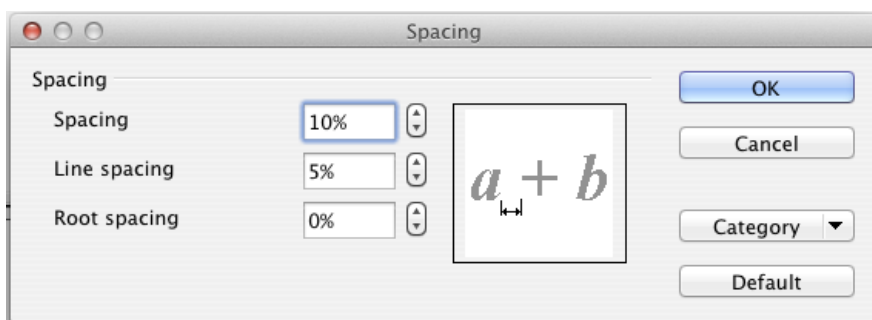 Spacing
Spacing
Spacing 10%
Line spacing 5%
Root spacing 0%
a + b
OK
Cancel
Category
Default